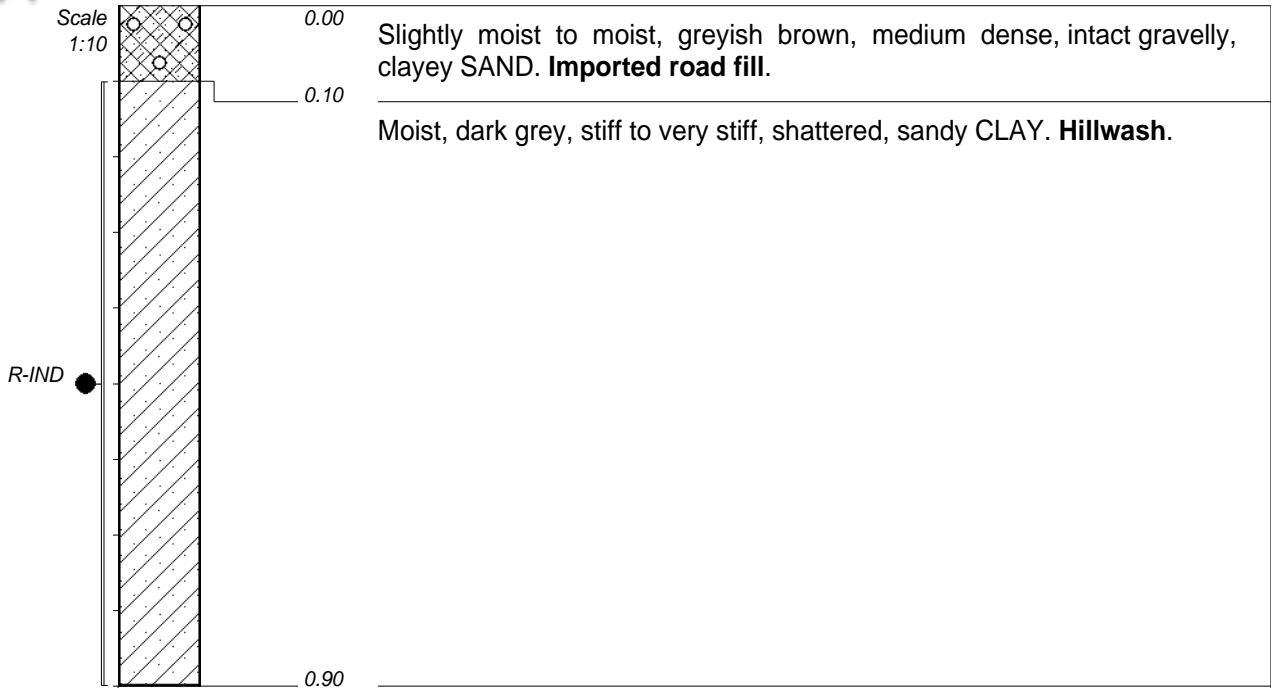 Scale
1:10
0.00
Slightly moist to moist, greyish brown, medium dense, intact gravelly,
clayey SAND. Imported road fill.
0.10
Moist, dark grey, stiff to very stiff, shattered, sandy CLAY. Hillwash.
R-IND
0.90